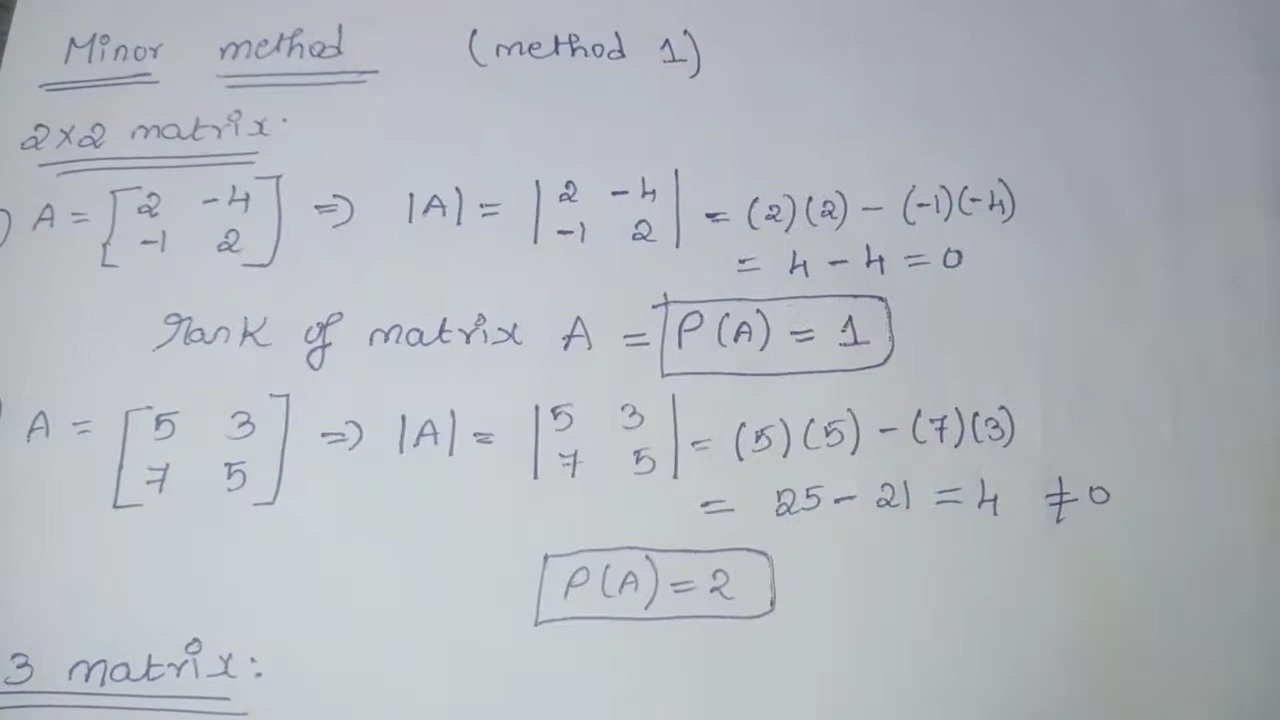 Minor method (method 1)
2x2 matrix:
) A = [2 -4; -1 2] => |A| = |2 -4; -1 2| = (2)(2) - (-1)(-4)
= 4 - 4 = 0
Rank of matrix A = ρ(A) = 1
A = [5 3; 7 5] => |A| = |5 3; 7 5| = (5)(5) - (7)(3)
= 25 - 21 = 4 ≠ 0
ρ(A) = 2
3 matrix: